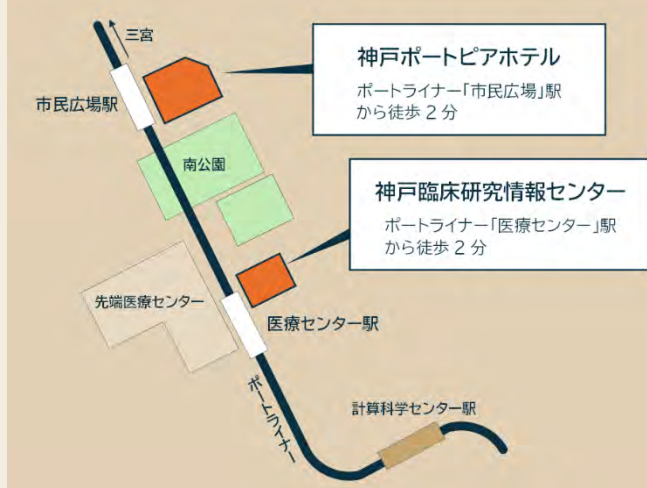 三宮
神戸ポートピアホテル
ポートライナー「市民広場」駅
から徒歩 2 分
市民広場駅
南公園
神戸臨床研究情報センター
ポートライナー「医療センター」駅
から徒歩 2 分
先端医療センター
医療センター駅
ポートライナー
計算科学センター駅